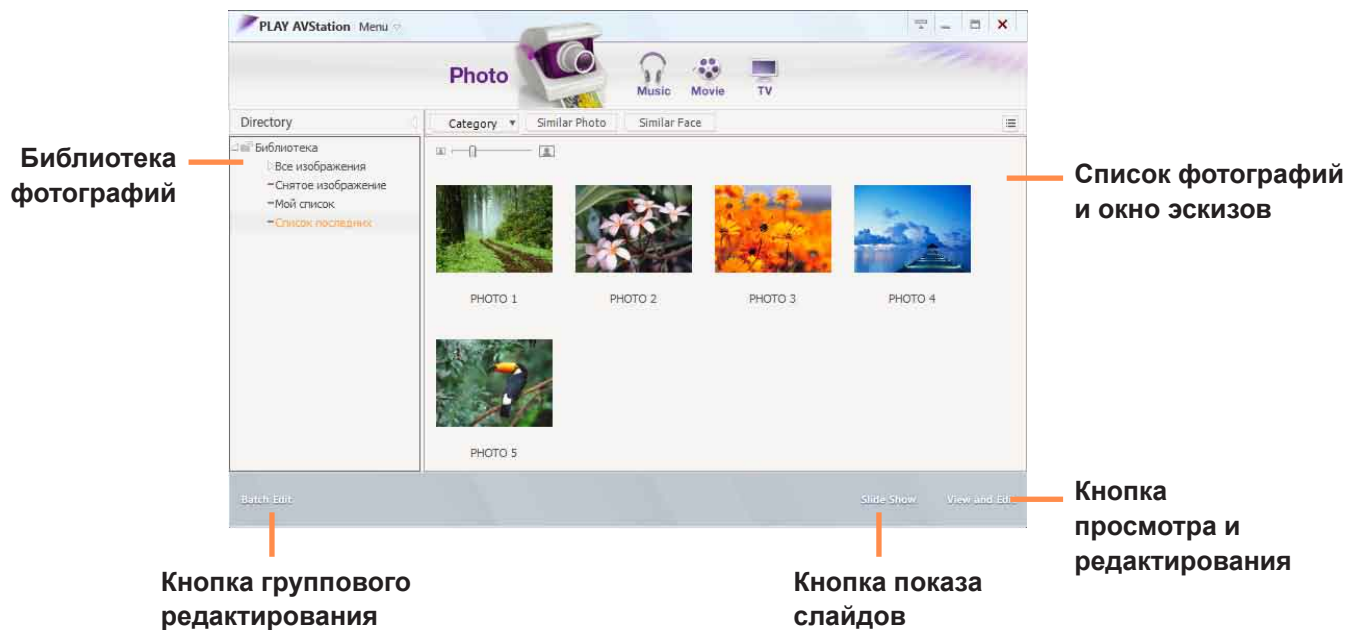 PLAY AVStation Menu
Photo
Music Movie TV
Directory
Category Similar Photo Similar Face
Библиотека
Все изображения
Снятое изображение
Мой список
Список последних
PHOTO 1 PHOTO 2 PHOTO 3 PHOTO 4
PHOTO 5
Batch Edit
Slide Show View and Edit
Библиотека
фотографий
Список фотографий
и окно эскизов
Кнопка
просмотра и
редактирования
Кнопка группового
редактирования
Кнопка показа
слайдов